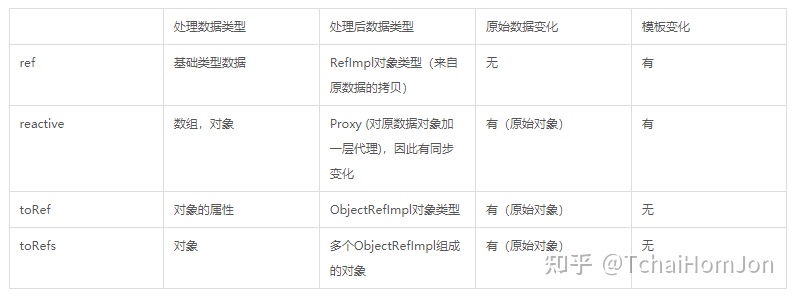 处理数据类型 处理后数据类型 原始数据变化 模板变化
ref 基础类型数据 RefImpl对象类型（来自 无 有
原数据的拷贝）
reactive 数组，对象 Proxy (对原数据对象加 有（原始对象） 有
一层代理)，因此有同步
变化
toRef 对象的属性 ObjectRefImpl对象类型 有（原始对象） 无
toRefs 对象 多个ObjectRefImpl组成 有（原始对象） 无
的对象
知乎 @TchaiHomJon